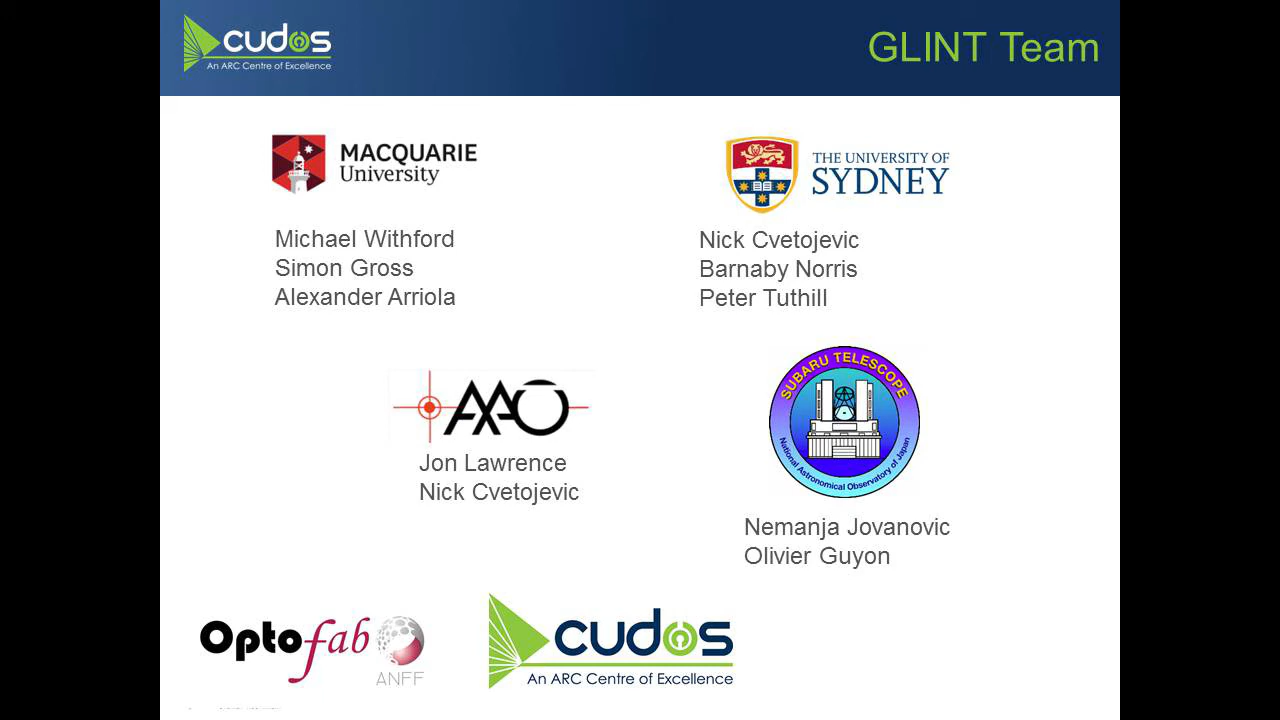 cudos
An ARC Centre of Excellence
GLINT Team
MACQUARIE
University
THE UNIVERSITY OF
SYDNEY
Michael Withford
Simon Gross
Alexander Arriola
Nick Cvetojevic
Barnaby Norris
Peter Tuthill
AAO
Jon Lawrence
Nick Cvetojevic
SUBARU TELESCOPE
National Astronomical Observatory of Japan
Nemanja Jovanovic
Olivier Guyon
Optofab
ANFF
cudos
An ARC Centre of Excellence